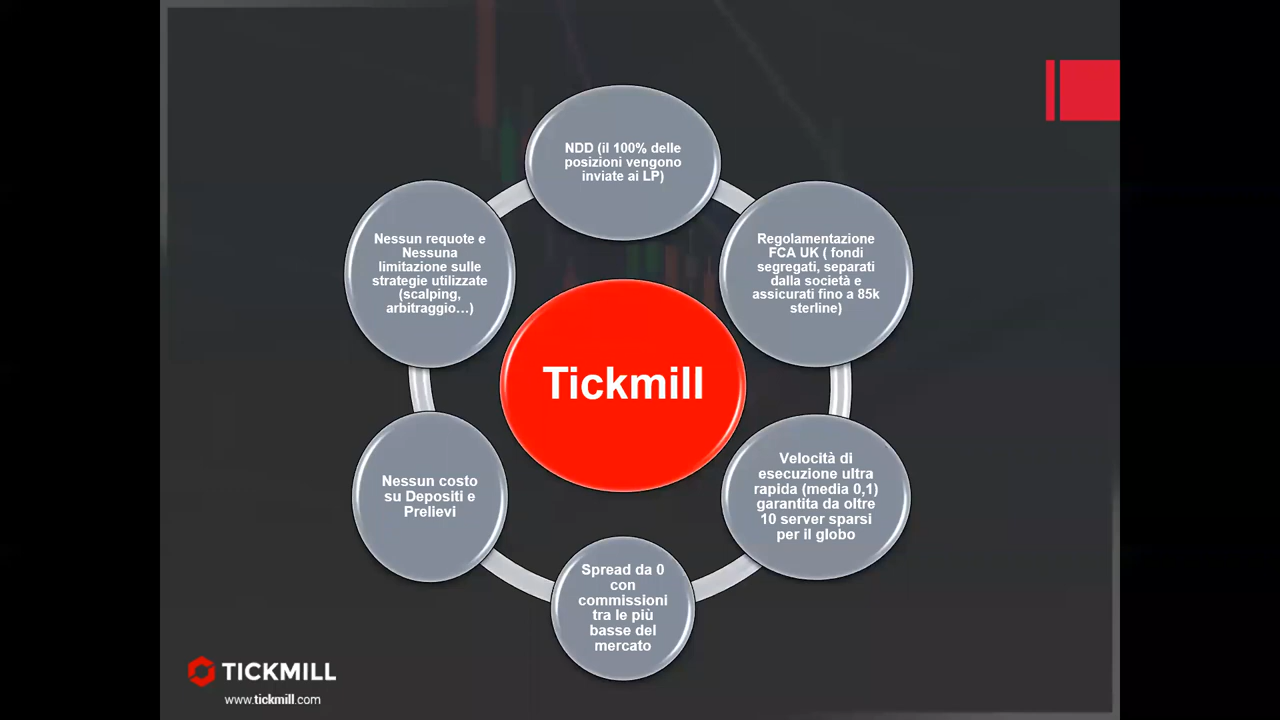 NDD (il 100% delle
posizioni vengono
inviate ai LP)
Regolamentazione
FCA UK ( fondi
segregati, separati
dalla società e
assicurati fino a 85k
sterline)
Velocità di
esecuzione ultra
rapida (media 0,1)
garantita da oltre
10 server sparsi
per il globo
Spread da 0
con
commissioni
tra le più
basse del
mercato
Nessun costo
su Depositi e
Prelievi
Nessun requote e
Nessuna
limitazione sulle
strategie utilizzate
(scalping,
arbitraggio...)
Tickmill
TICKMILL
www.tickmill.com